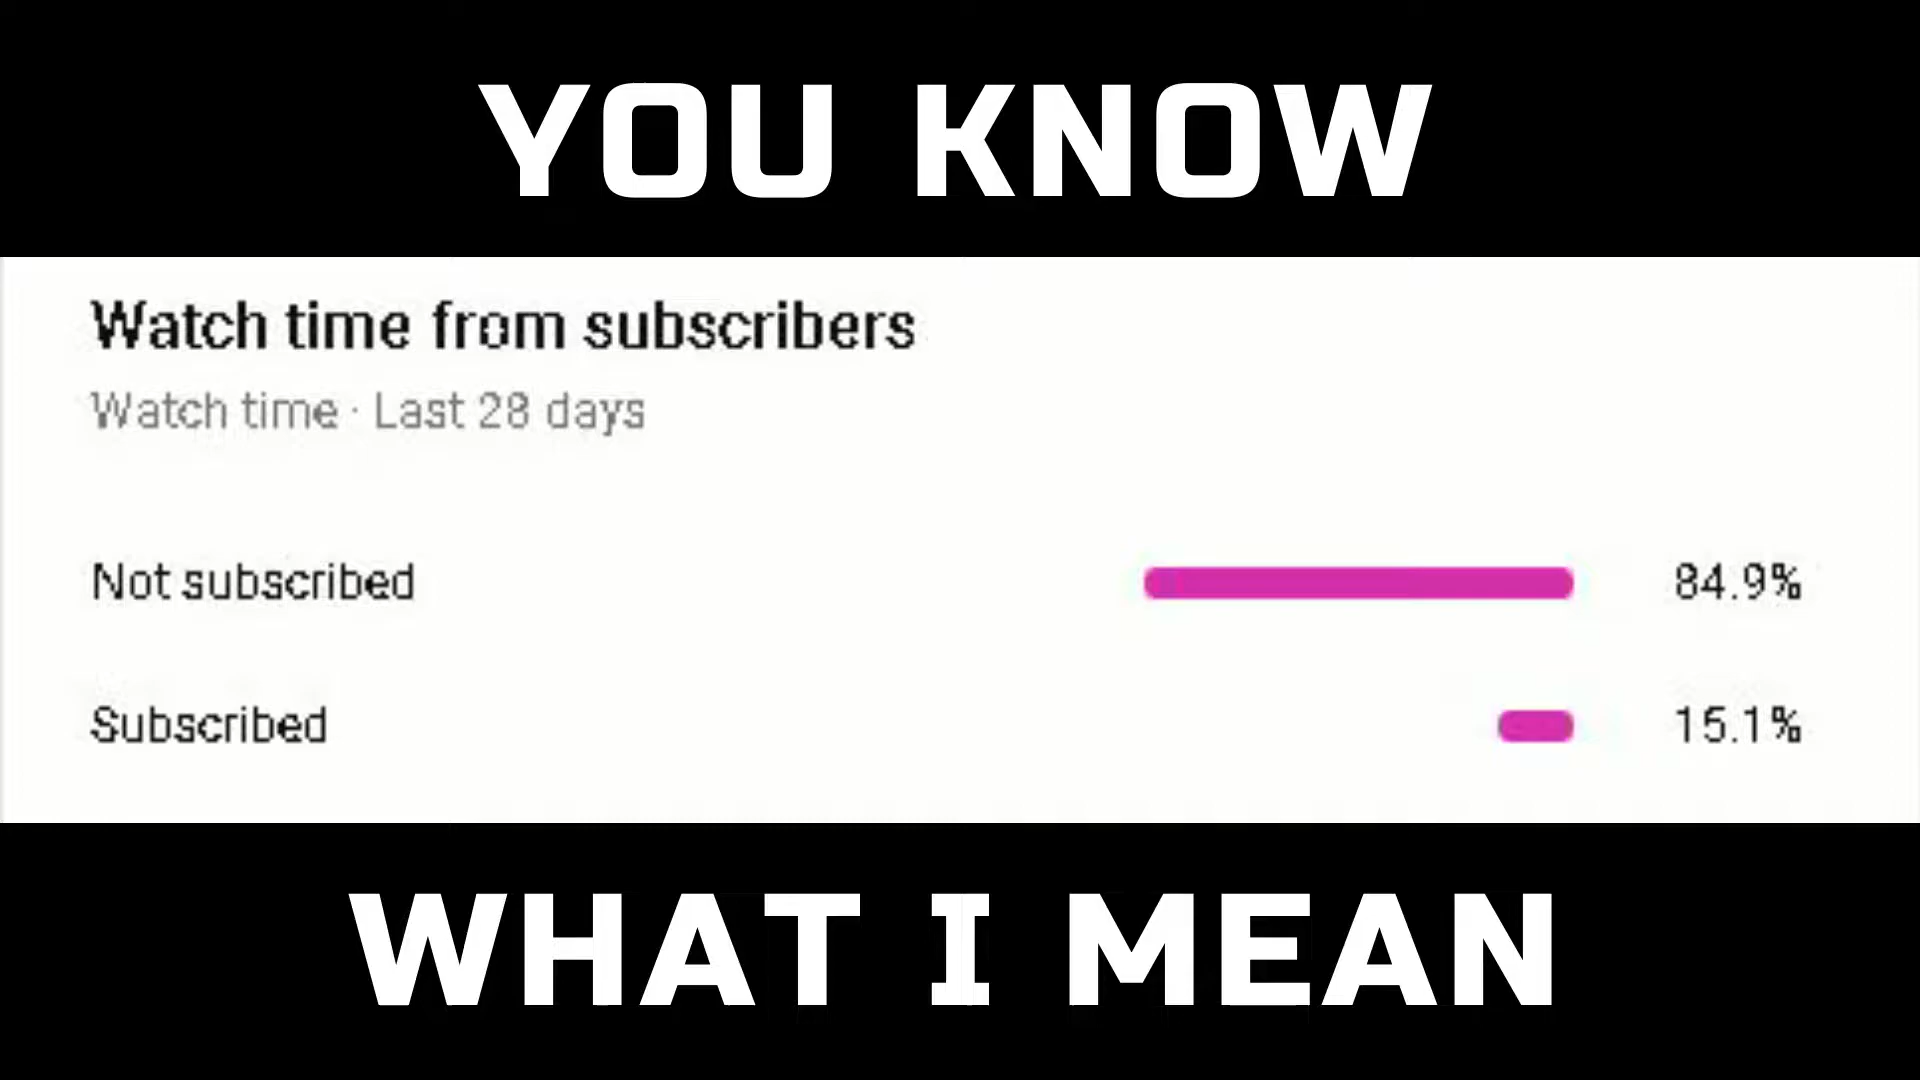 YOU KNOW
Watch time from subscribers
Watch time · Last 28 days
Not subscribed 84.9%
Subscribed 15.1%
WHAT I MEAN